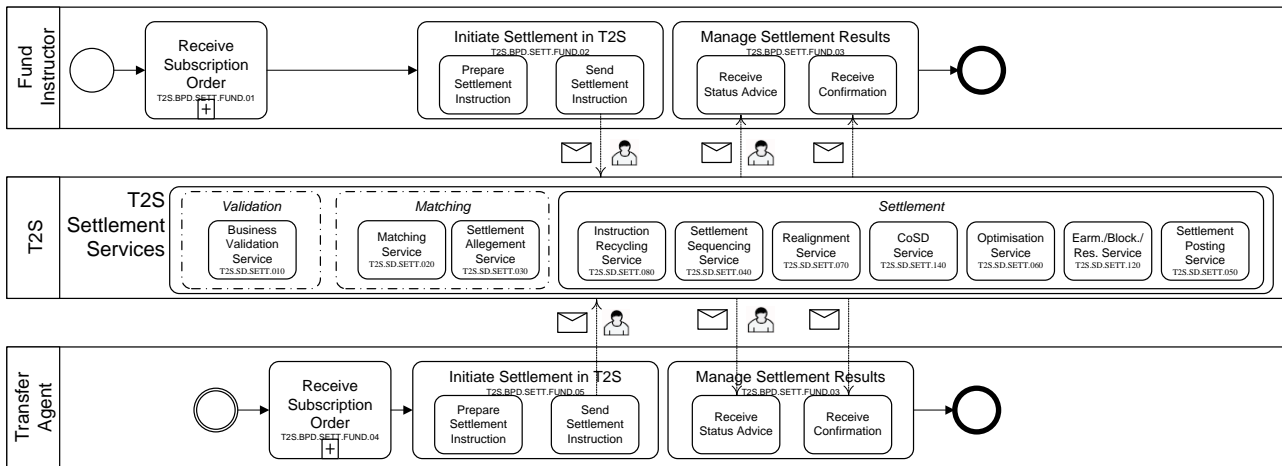 Fund
Instructor
Receive
Subscription
Order
T2S.BPD.SETT.FUND.01
Initiate Settlement in T2S
T2S.BPD.SETT.FUND.02
Prepare
Settlement
Instruction
Send
Settlement
Instruction
Manage Settlement Results
T2S.BPD.SETT.FUND.03
Receive
Status Advice
Receive
Confirmation
T2S
T2S
Settlement
Services
Validation
Business
Validation
Service
T2S.SD.SETT.010
Matching
Matching
Service
T2S.SD.SETT.020
Settlement
Allegement
Service
T2S.SD.SETT.030
Settlement
Instruction
Recycling
Service
T2S.SD.SETT.080
Settlement
Sequencing
Service
T2S.SD.SETT.040
Realignment
Service
T2S.SD.SETT.070
CoSD
Service
T2S.SD.SETT.140
Optimisation
Service
T2S.SD.SETT.060
Earm./Block./
Res. Service
T2S.SD.SETT.120
Settlement
Posting
Service
T2S.SD.SETT.050
Transfer
Agent
Receive
Subscription
Order
T2S.BPD.SETT.FUND.04
Initiate Settlement in T2S
T2S.BPD.SETT.FUND.05
Prepare
Settlement
Instruction
Send
Settlement
Instruction
Manage Settlement Results
T2S.BPD.SETT.FUND.03
Receive
Status Advice
Receive
Confirmation